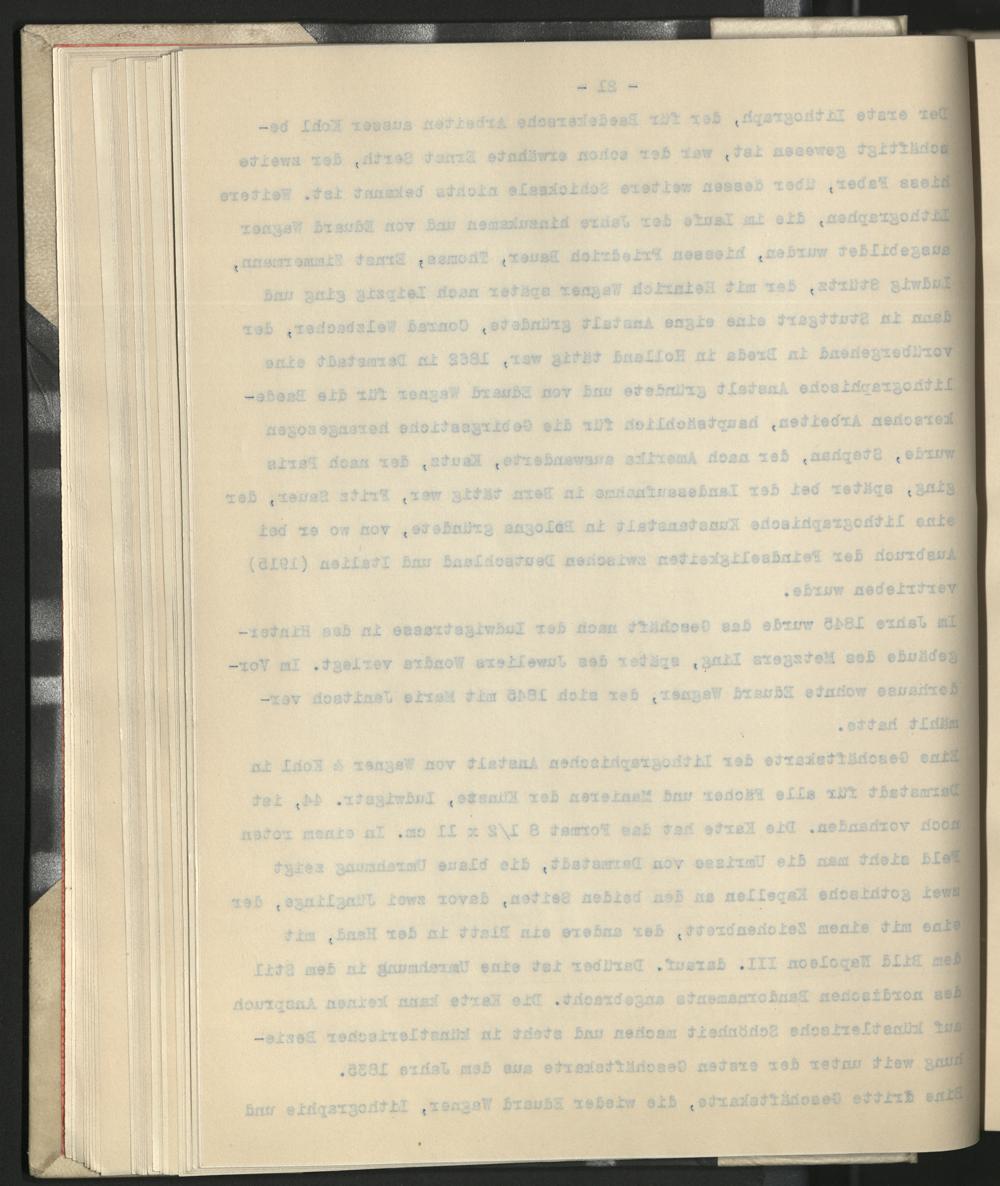 - 21 -
Der erste Lithograph, der für Baedekersche Arbeiten ausser Kohl be-
schäftigt gewesen ist, war der schon erwähnte Ernst Serth, der zweite
hiess Faber, über dessen weitere Schicksale nichts bekannt ist. Weitere
Lithographen, die im Laufe der Jahre hinzukamen und von Eduard Wagner
ausgebildet wurden, hiessen Friedrich Bauer, Thomas, Ernst Zimmermann,
Ludwig Stürtz, der mit Heinrich Wagner später nach Leipzig ging und
dann in Stuttgart eine eigne Anstalt gründete, Conrad Welzbacher, der
vorübergehend in Breda in Holland tätig war, 1862 in Darmstadt eine
lithographische Anstalt gründete und von Eduard Wagner für die Baede-
kerschen Arbeiten, hauptsächlich für die Gebirgsstiche herangezogen
wurde, Stephan, der nach Amerika auswanderte, Kautz, der nach Paris
ging, später bei der Landesaufnahme in Bern tätig war, Fritz Sauer, der
eine lithographische Kunstanstalt in Bologna gründete, von wo er bei
Ausbruch der Feindseligkeiten zwischen Deutschland und Italien (1915)
vertrieben wurde.
Im Jahre 1845 wurde das Geschäft nach der Ludwigstrasse in das Hinter-
gebäude des Metzgers Ling, später des Juweliers Wondra verlegt. Im Vor-
derhause wohnte Eduard Wagner, der sich 1846 mit Marie Janitsch ver-
mählt hatte.
Eine Geschäftskarte der Lithographischen Anstalt von Wagner & Kohl in
Darmstadt für alle Fächer und Manieren der Künste, Ludwigstr. 44, ist
noch vorhanden. Die Karte hat das Format 8 1/2 x 11 cm. In einem roten
Feld sieht man die Umrisse von Darmstadt, die blaue Umrahmung zeigt
zwei gothische Kapellen an den beiden Seiten, davor zwei Jünglinge, der
eine mit einem Zeichenbrett, der andere ein Blatt in der Hand, mit
dem Bild Napoleon III. darauf. Darüber ist eine Umrahmung in dem Stil
des nordischen Bandornaments angebracht. Die Karte kann keinen Anspruch
auf künstlerische Schönheit machen und steht in künstlerischer Bezie-
hung weit unter der ersten Geschäftskarte aus dem Jahre 1835.
Eine dritte Geschäftskarte, die wieder Eduard Wagner, Lithographie und